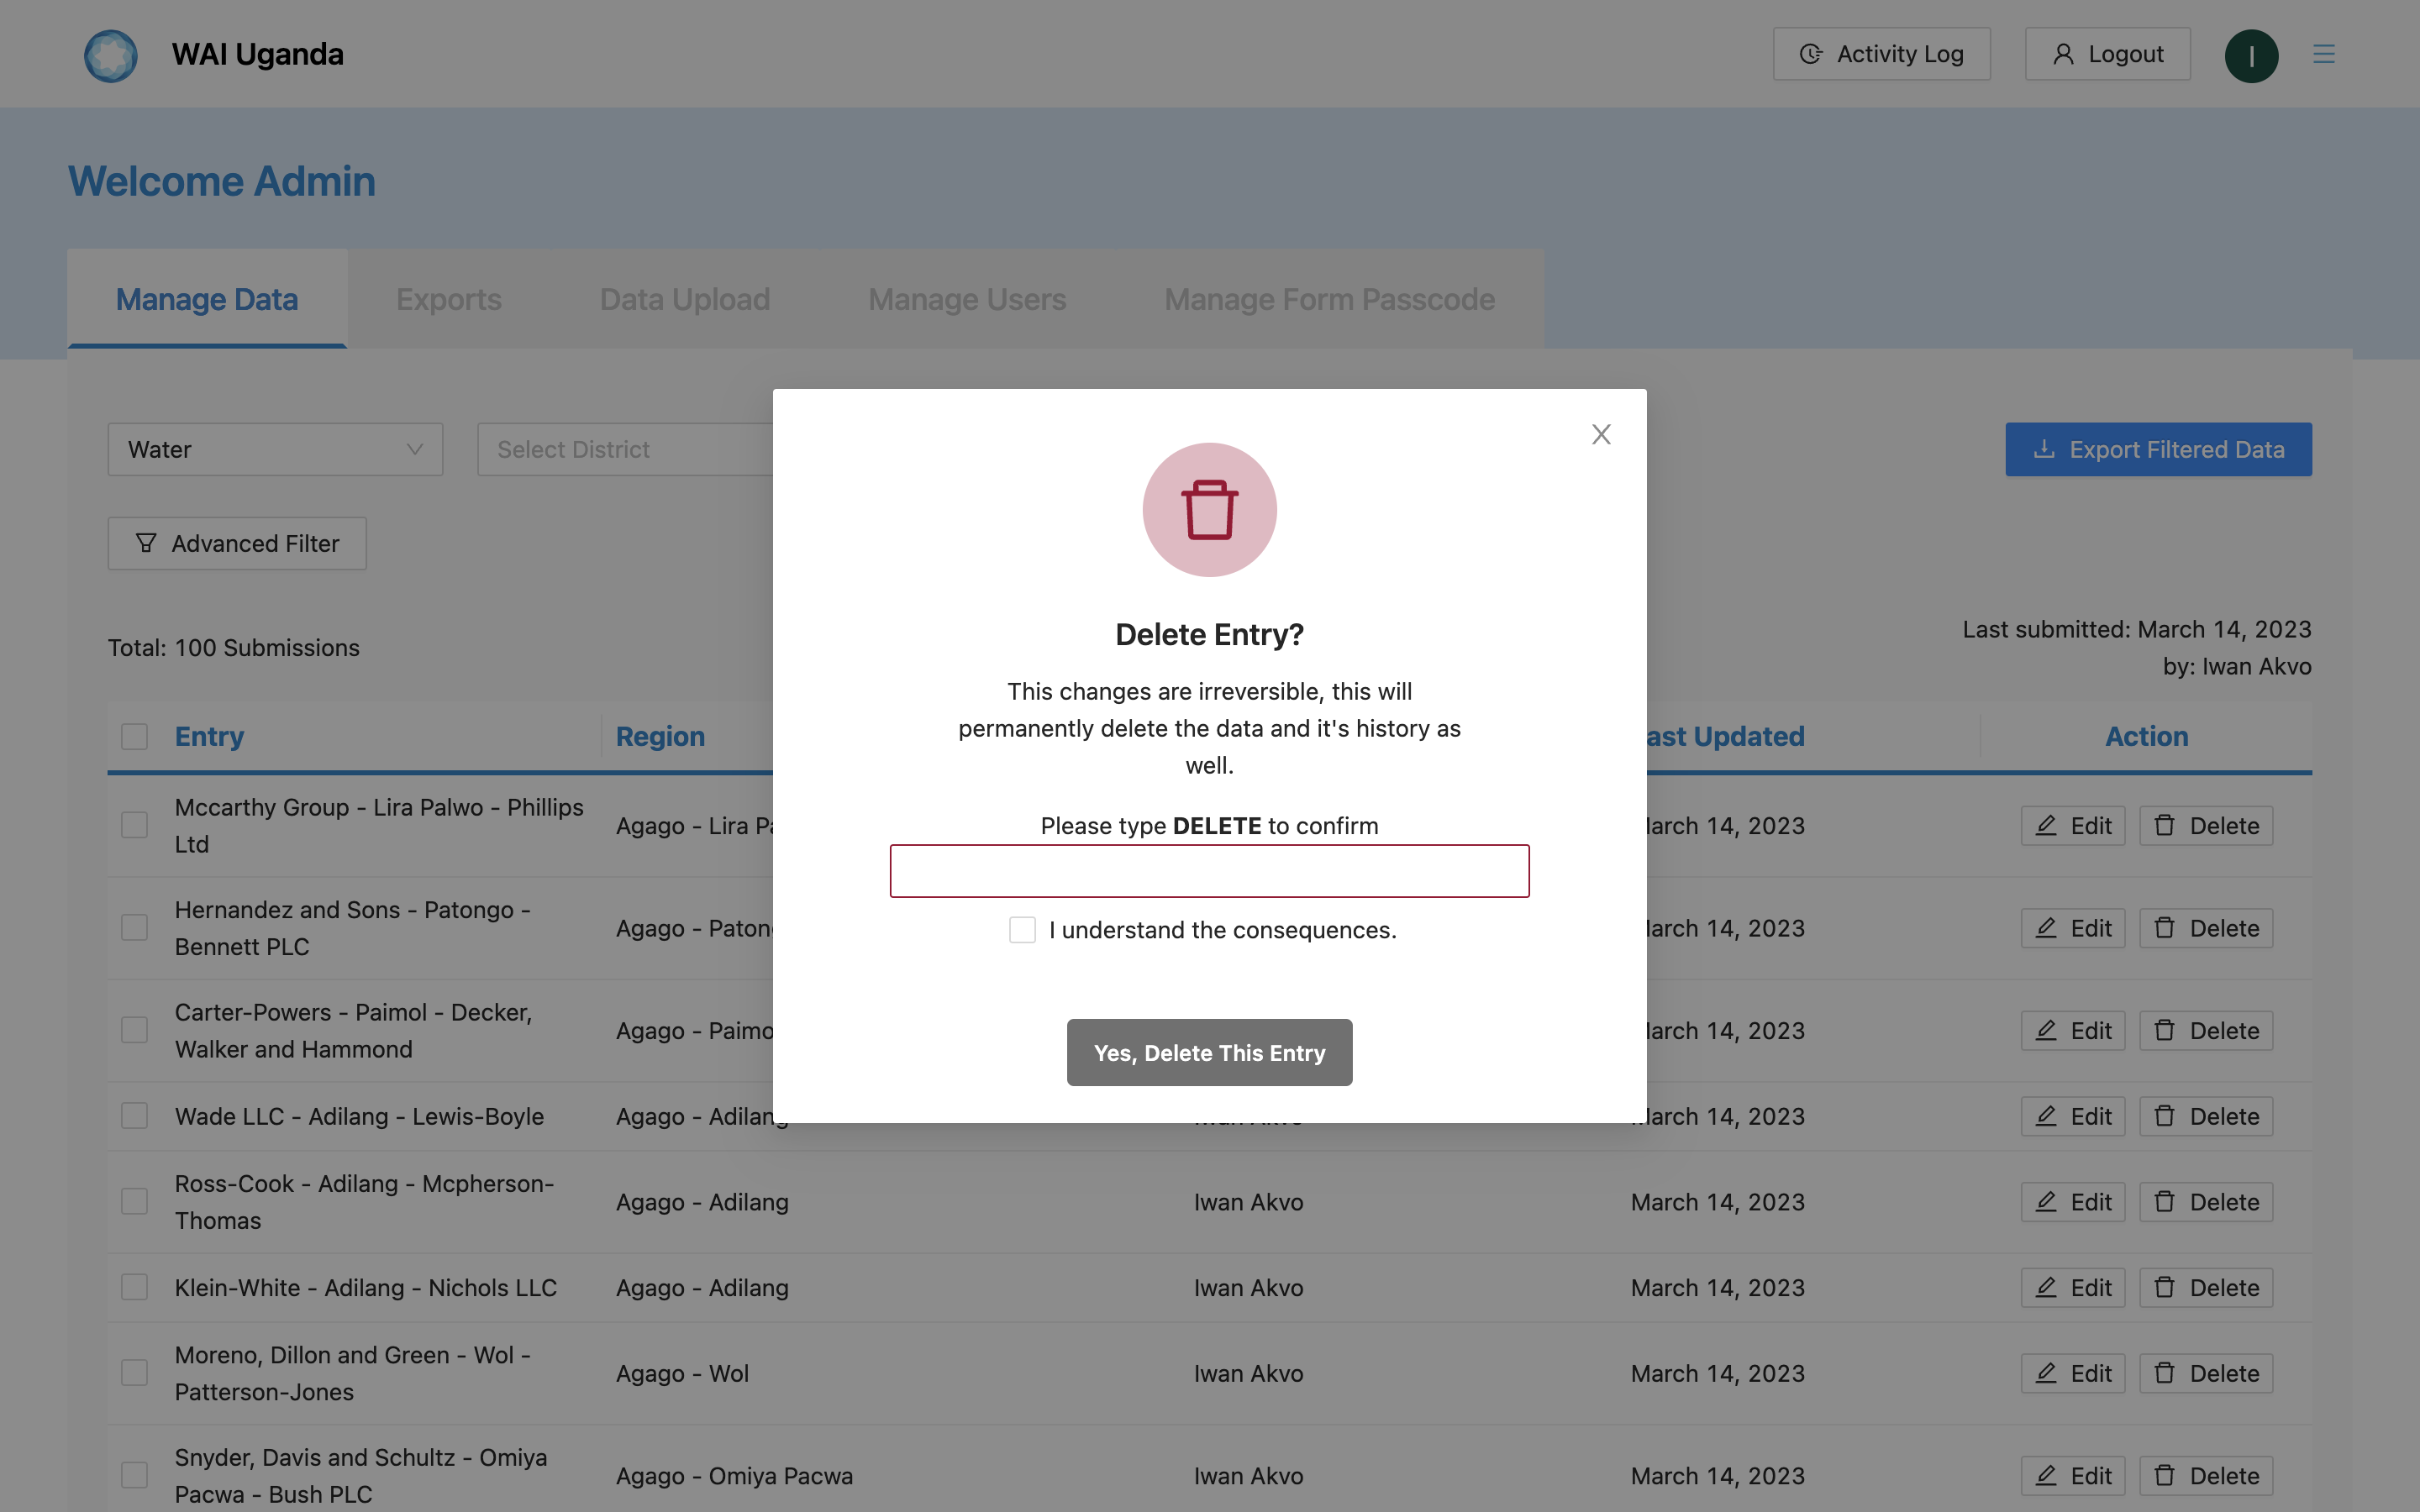 WAI Uganda
Activity Log
Logout
I
Welcome Admin
Manage Data
Exports
Data Upload
Manage Users
Manage Form Passcode
Water
Select District
Export Filtered Data
Advanced Filter
Total: 100 Submissions
Last submitted: March 14, 2023
by: Iwan Akvo
Delete Entry?
This changes are irreversible, this will
permanently delete the data and it's history as
well.
Please type DELETE to confirm
I understand the consequences.
Yes, Delete This Entry
Entry
Region
Updated
Action
Mccarthy Group - Lira Palwo - Phillips
Ltd
Agago - Lira
14, 2023
Edit
Delete
Hernandez and Sons - Patongo -
Bennett PLC
Agago -
14, 2023
Edit
Delete
Carter-Powers - Paimol - Decker,
Walker and Hammond
Agago -
14, 2023
Edit
Delete
Wade LLC - Adilang - Lewis-Boyle
Agago - Adilang
14, 2023
Edit
Delete
Ross-Cook - Adilang - Mcpherson-
Thomas
Agago - Adilang
Iwan Akvo
March 14, 2023
Edit
Delete
Klein-White - Adilang - Nichols LLC
Agago - Adilang
Iwan Akvo
March 14, 2023
Edit
Delete
Moreno, Dillon and Green - Wol -
Patterson-Jones
Agago - Wol
Iwan Akvo
March 14, 2023
Edit
Delete
Snyder, Davis and Schultz - Omiya
Pacwa - Bush PLC
Agago - Omiya Pacwa
Iwan Akvo
March 14, 2023
Edit
Delete